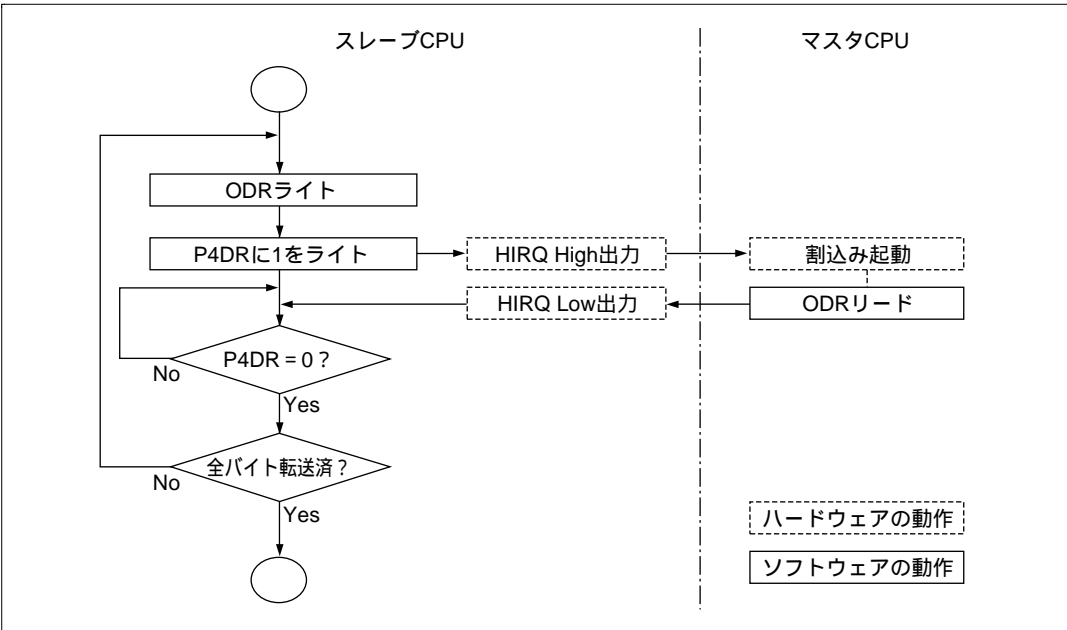 スレーブCPU
マスタCPU
ODRライト
P4DRに1をライト
HIRQ High出力
割込み起動
HIRQ Low出力
ODRリード
P4DR = 0？
No
Yes
全バイト転送済？
No
Yes
ハードウェアの動作
ソフトウェアの動作